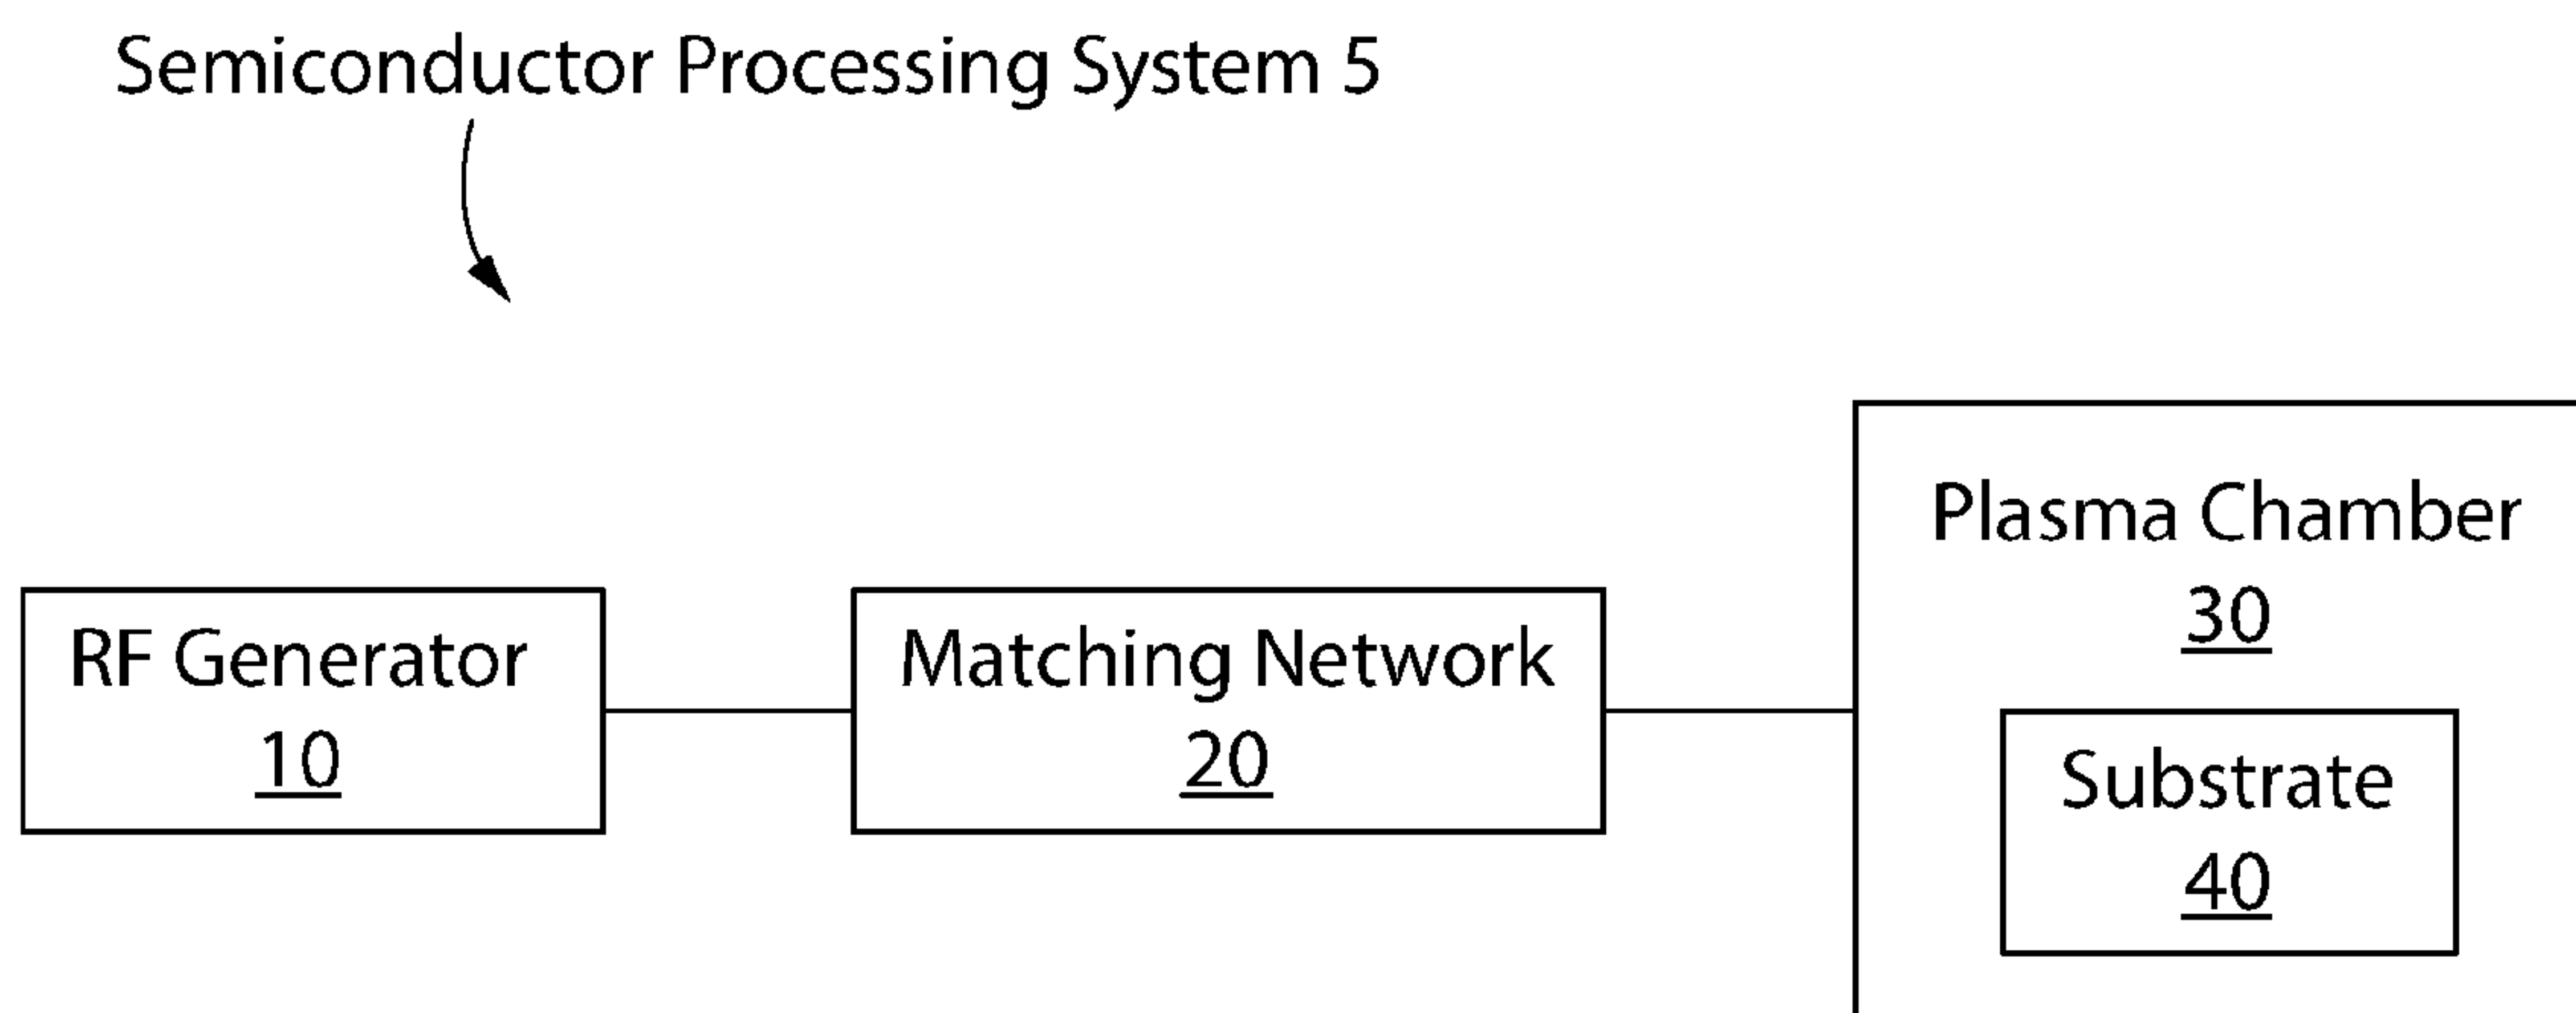 Semiconductor Processing System 5
RF Generator
10
Matching Network
20
Plasma Chamber
30
Substrate
40